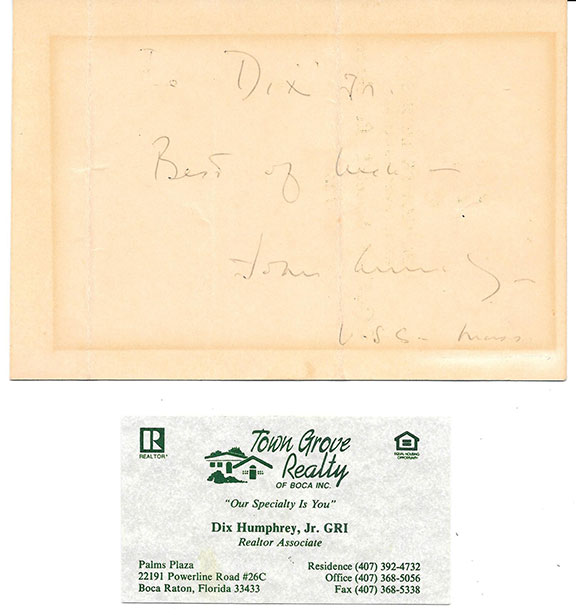 To Dix Jr.
- Best of luck -
John Kennedy
U.S.S - Mass
R
REALTOR®
Town Grove
Realty
OF BOCA INC.
EQUAL HOUSING
OPPORTUNITY
"Our Specialty Is You"
Dix Humphrey, Jr. GRI
Realtor Associate
Palms Plaza
22191 Powerline Road #26C
Boca Raton, Florida 33433
Residence (407) 392-4732
Office (407) 368-5056
Fax (407) 368-5338